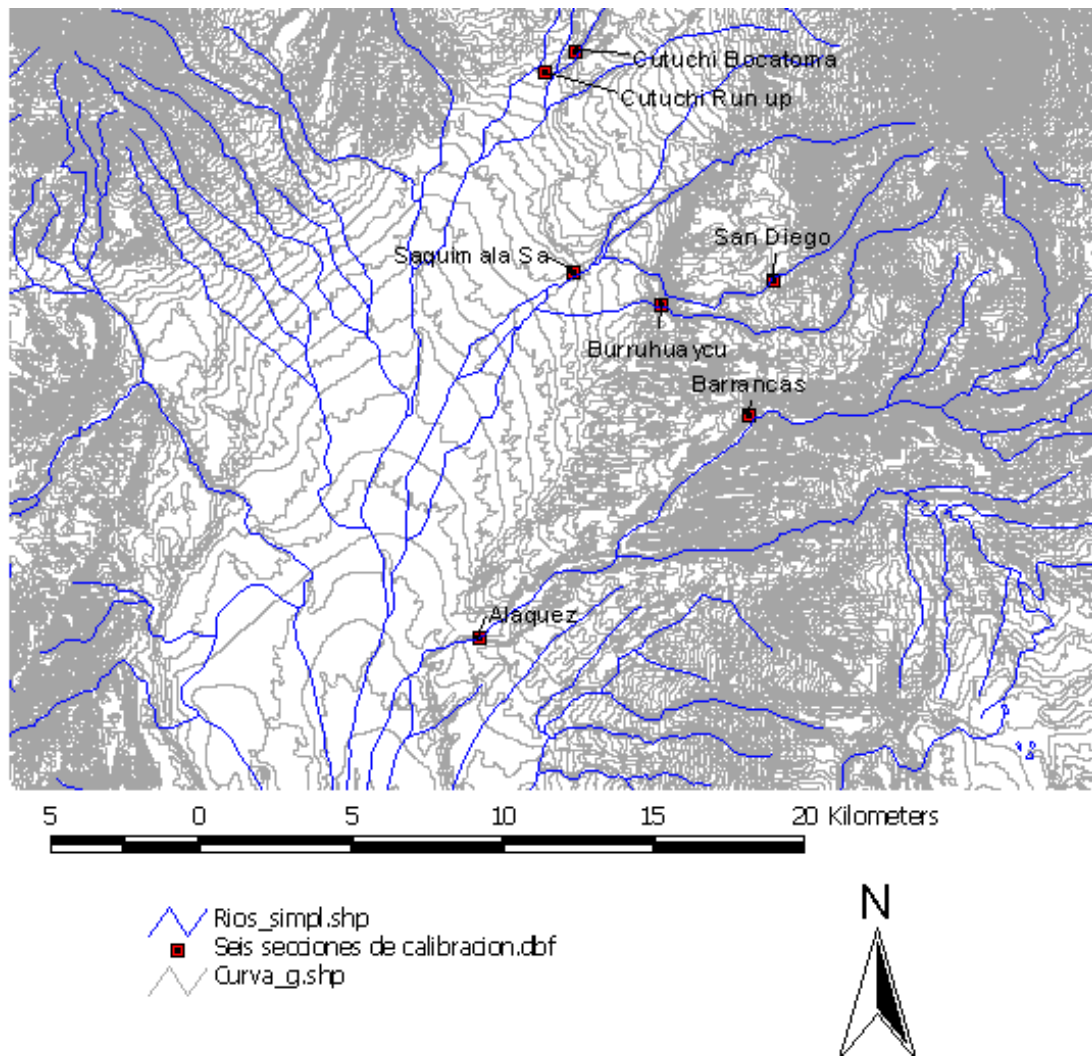 Cutuchi Bocatoma
Cutuchi Run up
San Diego
Saquimala Sa
Burruhuaycu
Barrancas
Alaquez
5 0 5 10 15 20 Kilometers
Rios_simpl.shp
Seis secciones de calibracion.dbf
Curva_g.shp
N